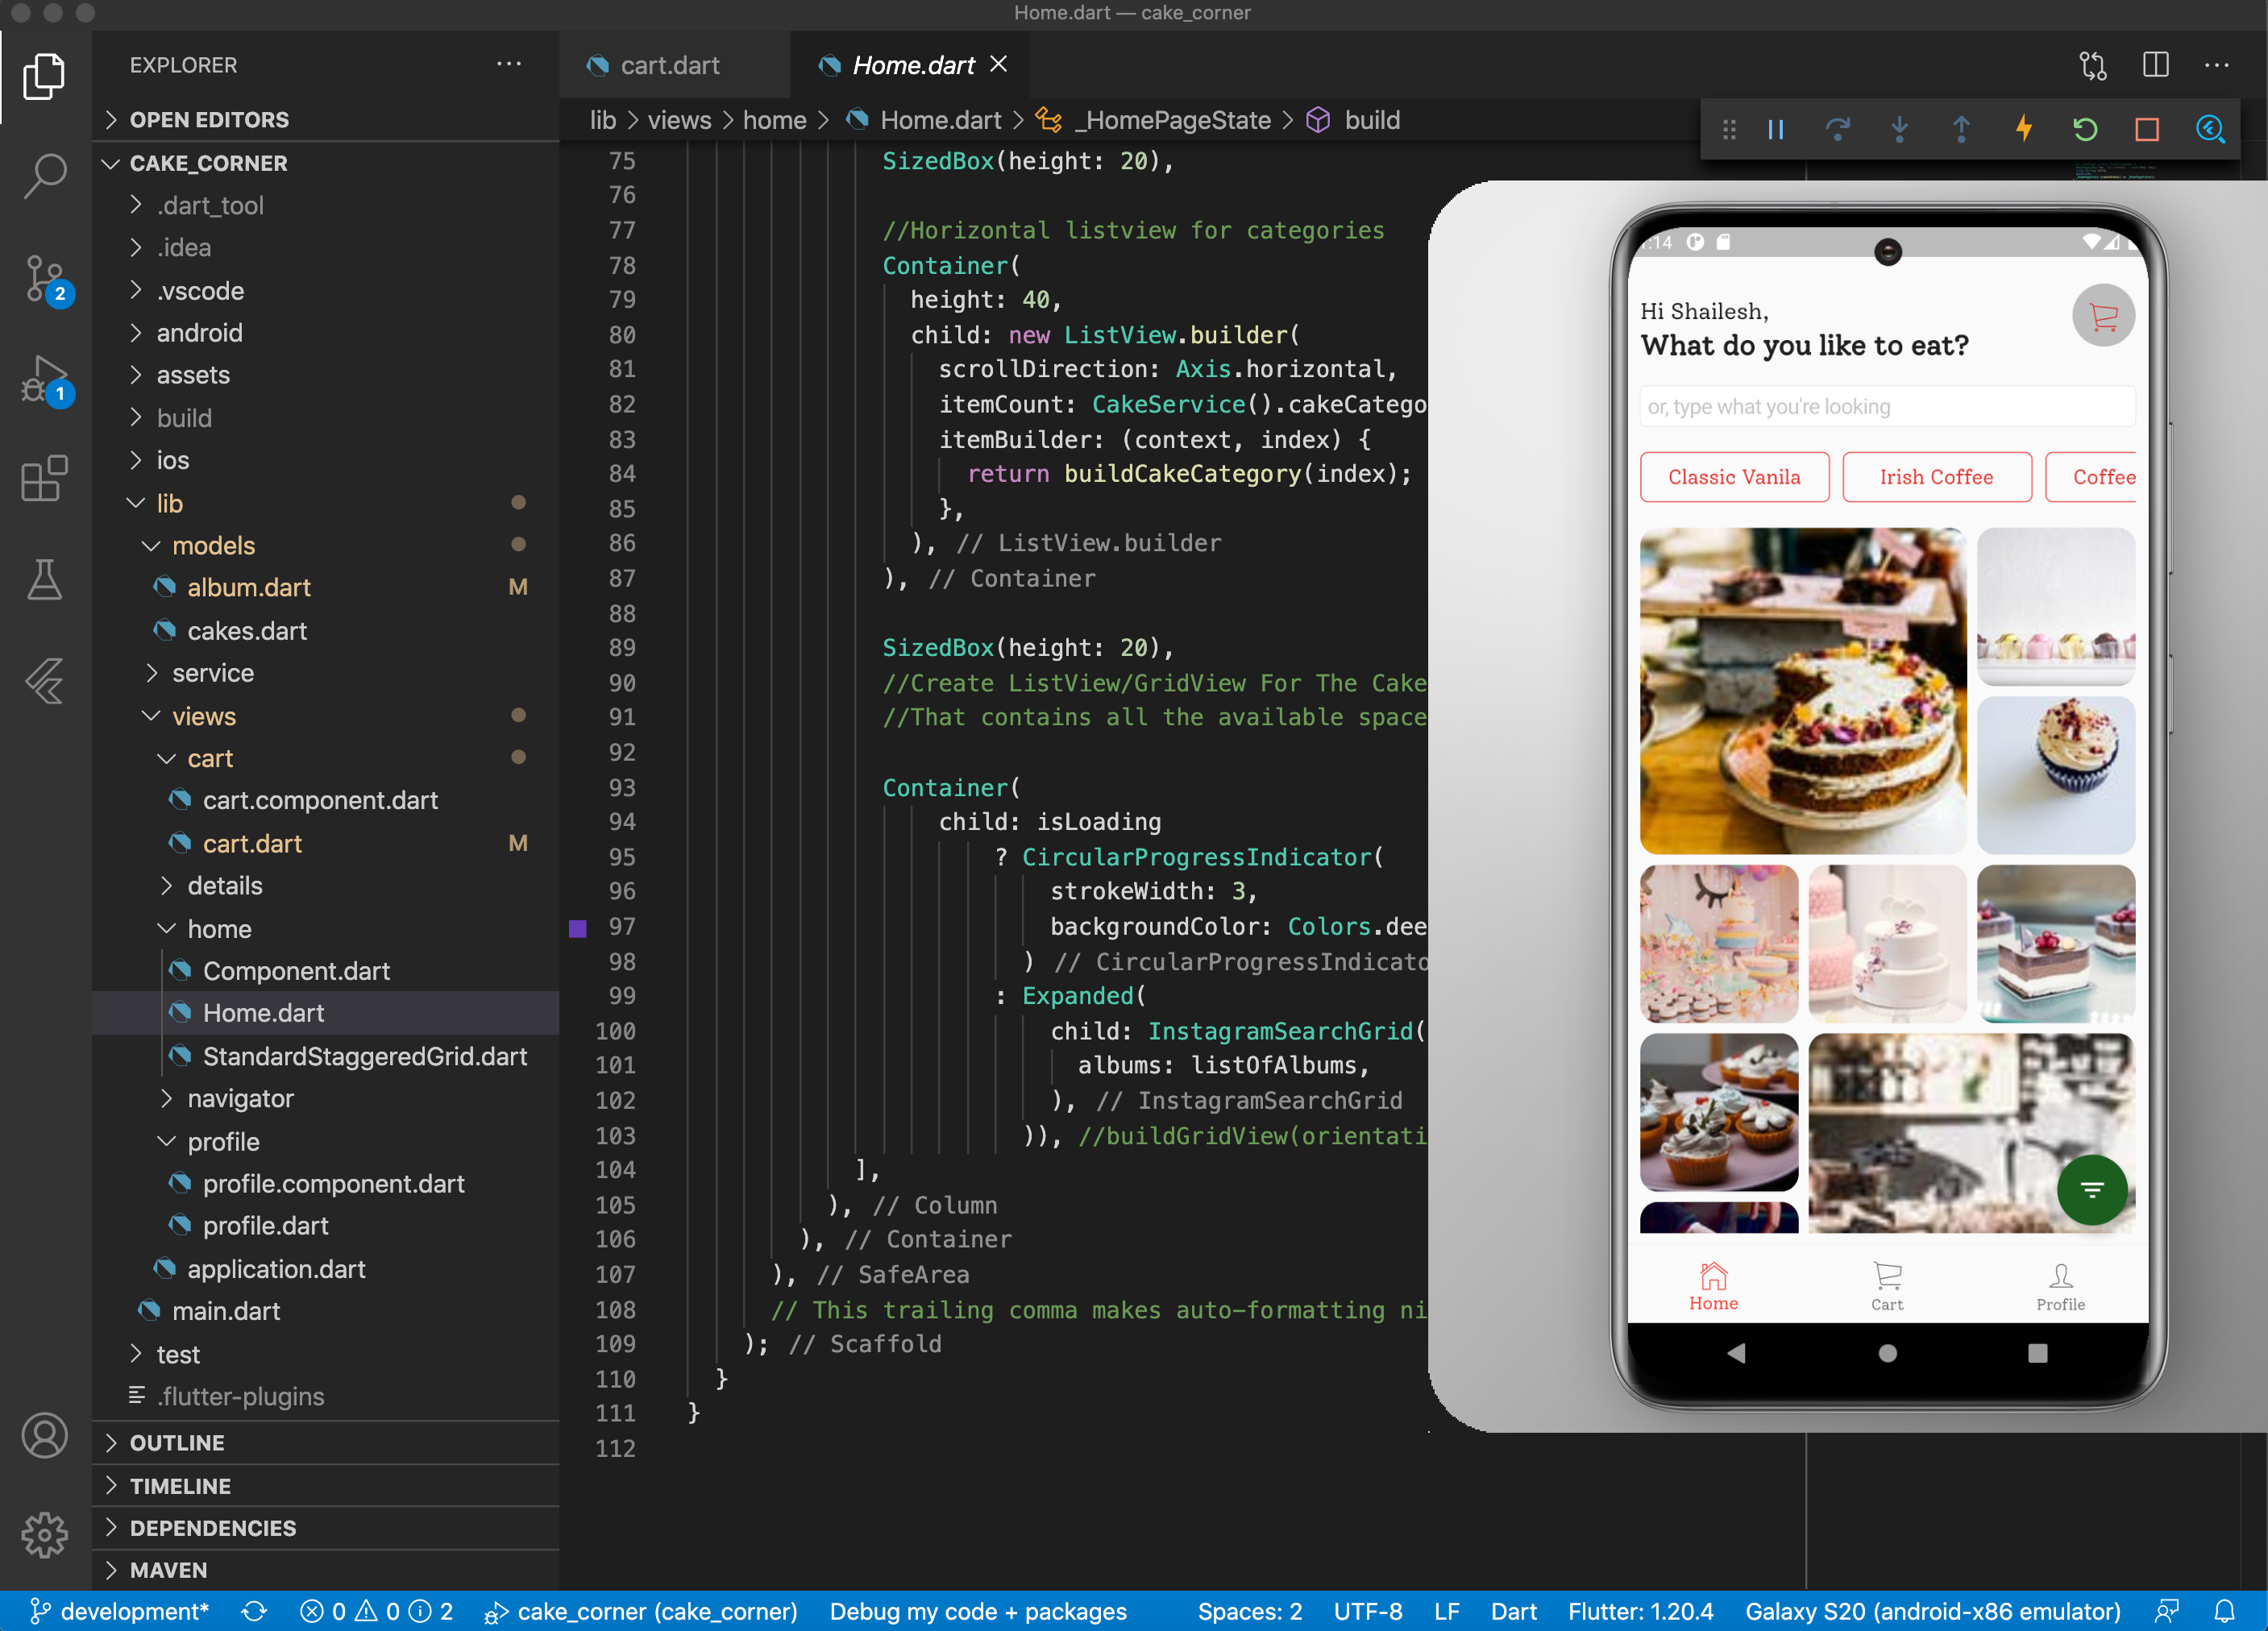 Home.dart — cake_corner
EXPLORER
OPEN EDITORS
CAKE_CORNER
.dart_tool
.idea
.vscode
android
assets
build
ios
lib
models
album.dart M
cakes.dart
service
views
cart
cart.component.dart
cart.dart M
details
home
Component.dart
Home.dart
StandardStaggeredGrid.dart
navigator
profile
profile.component.dart
profile.dart
application.dart
main.dart
test
.flutter-plugins
OUTLINE
TIMELINE
DEPENDENCIES
MAVEN
2
1
cart.dart
Home.dart
lib > views > home > Home.dart > _HomePageState > build
75 SizedBox(height: 20),
76
77 //Horizontal listview for categories
78 Container(
79 height: 40,
80 child: new ListView.builder(
81 scrollDirection: Axis.horizontal,
82 itemCount: CakeService().cakeCatego
83 itemBuilder: (context, index) {
84 return buildCakeCategory(index);
85 },
86 ), // ListView.builder
87 ), // Container
88
89 SizedBox(height: 20),
90 //Create ListView/GridView For The Cake
91 //That contains all the available space
92
93 Container(
94 child: isLoading
95 ? CircularProgressIndicator(
96 strokeWidth: 3,
97 backgroundColor: Colors.dee
98 ) // CircularProgressIndicato
99 : Expanded(
100 child: InstagramSearchGrid(
101 albums: listOfAlbums,
102 ), // InstagramSearchGrid
103 )), //buildGridView(orientati
104 ],
105 ), // Column
106 ), // Container
107 ), // SafeArea
108 // This trailing comma makes auto-formatting ni
109 ); // Scaffold
110 }
111 }
112
:14
Hi Shailesh,
What do you like to eat?
or, type what you're looking
Classic Vanila
Irish Coffee
Coffee
Home
Cart
Profile
development*
0 0 2
cake_corner (cake_corner)
Debug my code + packages
Spaces: 2
UTF-8
LF
Dart
Flutter: 1.20.4
Galaxy S20 (android-x86 emulator)